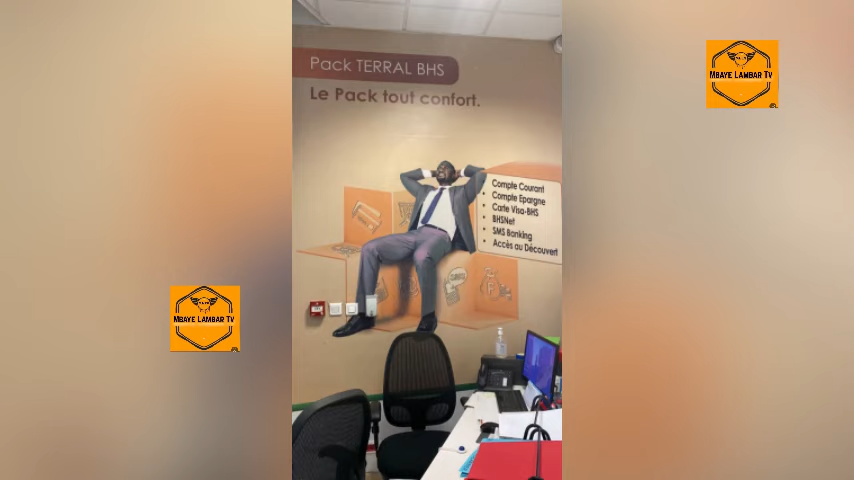 Pack TERRAL BHS
Le Pack tout confort.
Compte Courant
Compte Epargne
Carte Visa-BHS
BHSNet
SMS Banking
Accès au Découvert
MBAYE LAMBAR TV
MBAYE LAMBAR TV